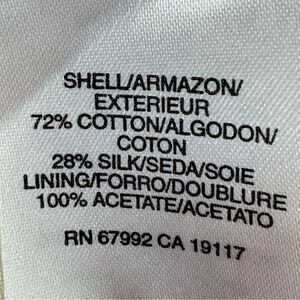 SHELL/ARMAZON/
EXTERIEUR
72% COTTON/ALGODON/
COTON
28% SILK/SEDA/SOIE
LINING/FORRO/DOUBLURE
100% ACETATE/ACETATO
RN 67992 CA 19117